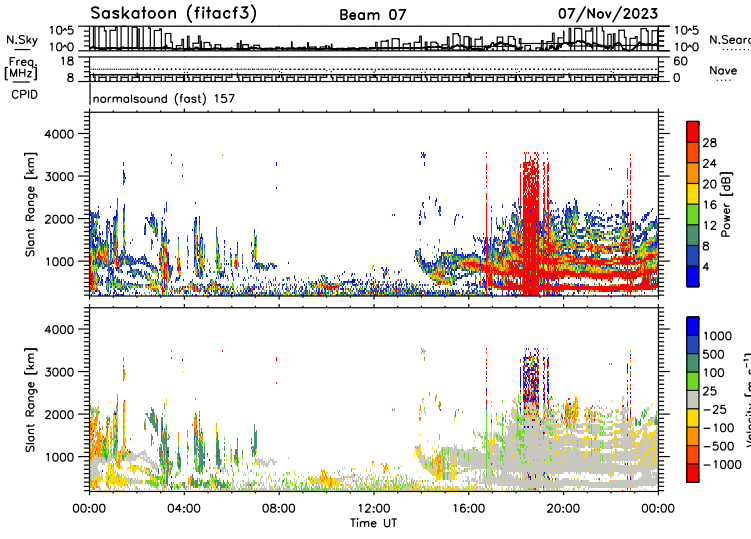 Saskatoon (fitacf3) Beam 07 07/Nov/2023
N.Sky 10^5 10^0 10^5 10^0 N.Sear
Freq. [MHz] 18 8 60 0 Nave
CPID normalsound (fast) 157
Slant Range [km] 4000 3000 2000 1000
28 24 20 16 12 8 4 Power [dB]
Slant Range [km] 4000 3000 2000 1000
1000 500 100 25 -25 -100 -500 -1000 Velocity [m s^-1]
00:00 04:00 08:00 12:00 16:00 20:00 00:00
Time UT